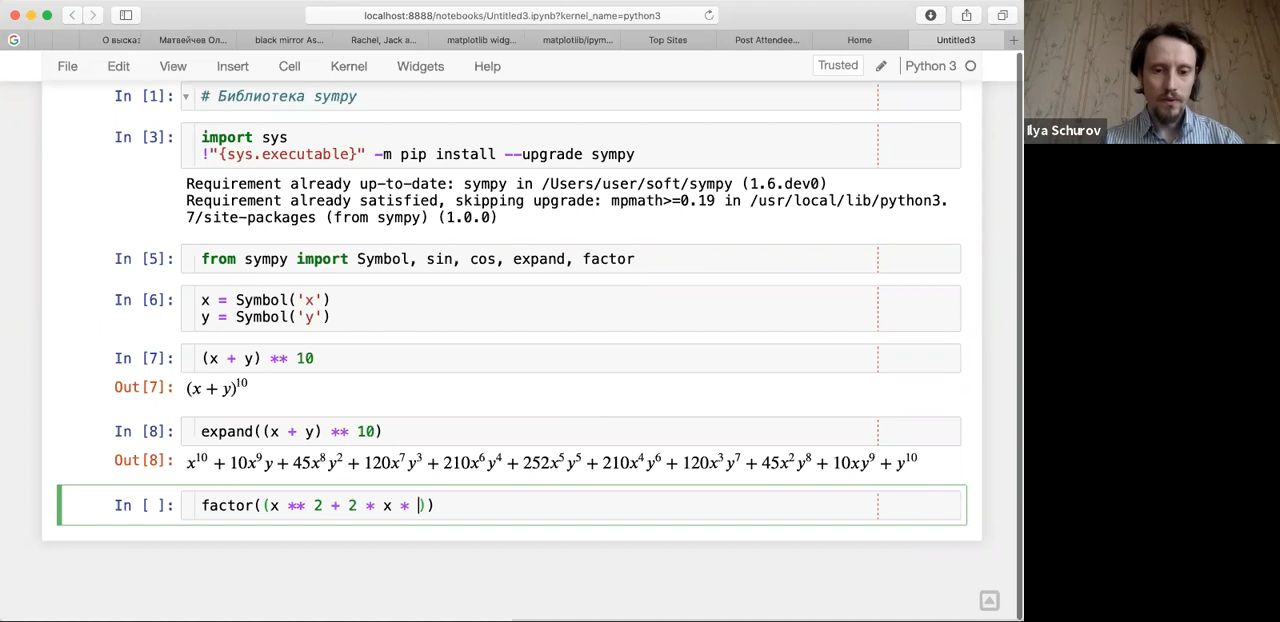 localhost:8888/notebooks/Untitled3.ipynb?kernel_name=python3
О выска Матвейчев Ол... black mirror As... Rachel, Jack a... matplotlib widg... matplotlib/ipym... Top Sites Post Attendee... Home Untitled3
File Edit View Insert Cell Kernel Widgets Help Trusted Python 3
In [1]: # Библиотека sympy
In [3]: import sys
!"{sys.executable}" -m pip install --upgrade sympy
Requirement already up-to-date: sympy in /Users/user/soft/sympy (1.6.dev0)
Requirement already satisfied, skipping upgrade: mpmath>=0.19 in /usr/local/lib/python3.
7/site-packages (from sympy) (1.0.0)
In [5]: from sympy import Symbol, sin, cos, expand, factor
In [6]: x = Symbol('x')
y = Symbol('y')
In [7]: (x + y) ** 10
Out[7]: (x + y)¹⁰
In [8]: expand((x + y) ** 10)
Out[8]: x¹⁰ + 10x⁹y + 45x⁸y² + 120x⁷y³ + 210x⁶y⁴ + 252x⁵y⁵ + 210x⁴y⁶ + 120x³y⁷ + 45x²y⁸ + 10xy⁹ + y¹⁰
In [ ]: factor((x ** 2 + 2 * x * ))
Ilya Schurov